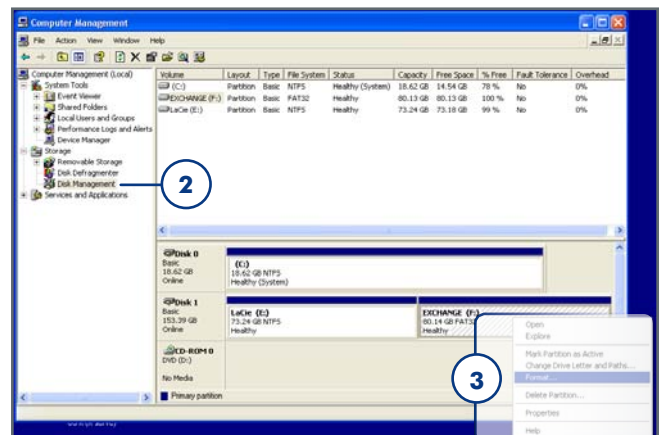 Computer Management
File Action View Window Help
Computer Management (Local)
System Tools
Event Viewer
Shared Folders
Local Users and Groups
Performance Logs and Alerts
Device Manager
Storage
Removable Storage
Disk Defragmenter
Disk Management
Services and Applications
Volume Layout Type File System Status Capacity Free Space % Free Fault Tolerance Overhead
(C:) Partition Basic NTFS Healthy (System) 18.62 GB 14.54 GB 78 % No 0%
EXCHANGE (F:) Partition Basic FAT32 Healthy 80.13 GB 80.13 GB 100 % No 0%
LaCie (E:) Partition Basic NTFS Healthy 73.24 GB 73.18 GB 99 % No 0%
2
Disk 0
Basic
18.62 GB
Online
(C:)
18.62 GB NTFS
Healthy (System)
Disk 1
Basic
153.39 GB
Online
LaCie (E:)
73.24 GB NTFS
Healthy
EXCHANGE (F:)
80.14 GB FAT32
Healthy
CD-ROM 0
DVD (D:)
No Media
Primary partition
3
Open
Explore
Mark Partition as Active
Change Drive Letter and Paths...
Format...
Delete Partition...
Properties
Help